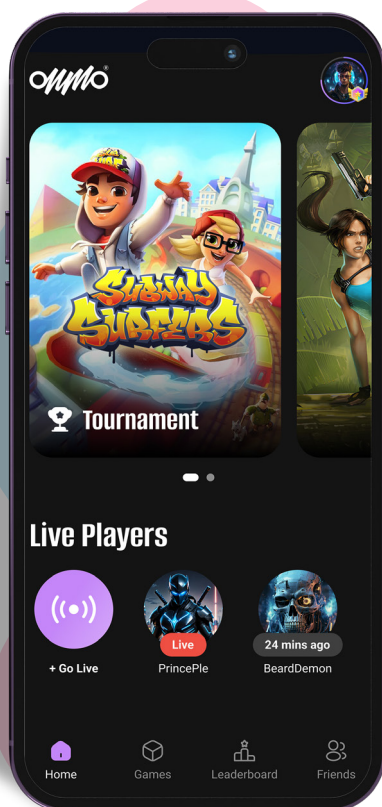 onmo
Subway
Surfers
Tournament
Live Players
Live
24 mins ago
+ Go Live
PrincePle
BeardDemon
Home
Games
Leaderboard
Friends